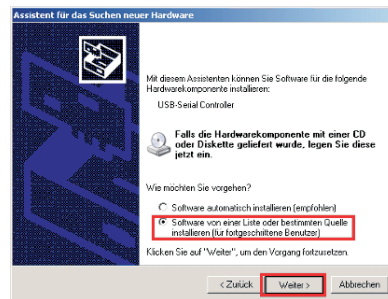 Assistent für das Suchen neuer Hardware
Mit diesem Assistenten können Sie Software für die folgende
Hardwarekomponente installieren:
USB-Serial Controller
Falls die Hardwarekomponente mit einer CD
oder Diskette geliefert wurde, legen Sie diese
jetzt ein.
Wie möchten Sie vorgehen?
Software automatisch installieren (empfohlen)
Software von einer Liste oder bestimmten Quelle
installieren (für fortgeschrittene Benutzer)
Klicken Sie auf "Weiter", um den Vorgang fortzusetzen.
< Zurück Weiter > Abbrechen